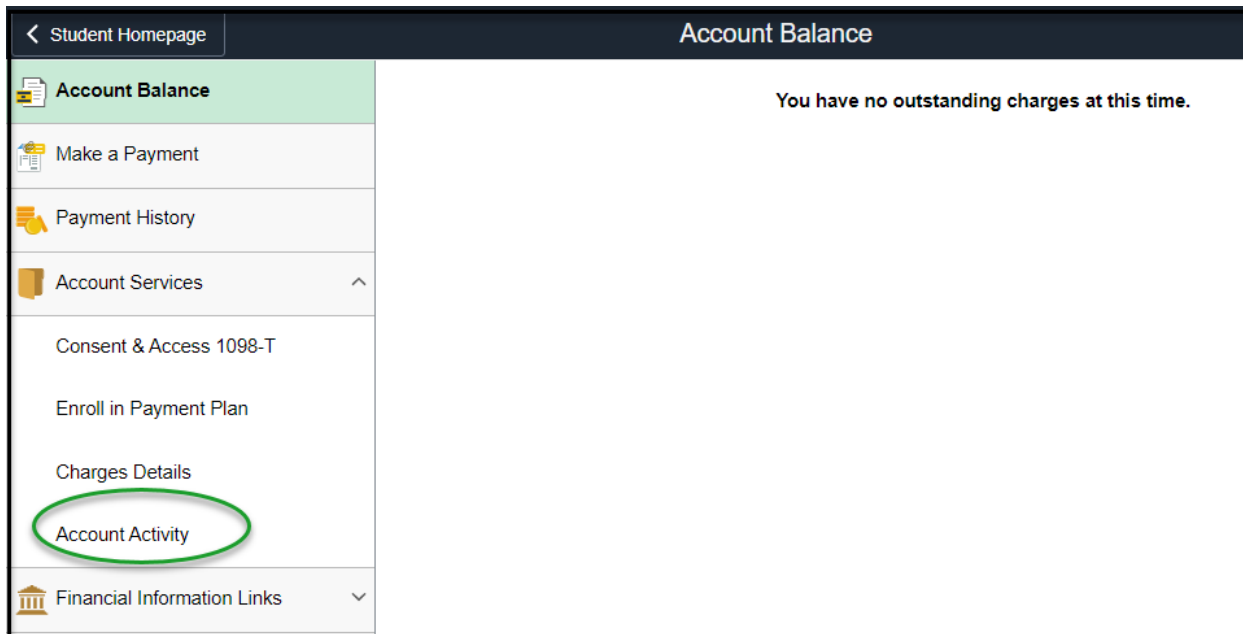 Student Homepage
Account Balance
Account Balance
You have no outstanding charges at this time.
Make a Payment
Payment History
Account Services
Consent & Access 1098-T
Enroll in Payment Plan
Charges Details
Account Activity
Financial Information Links